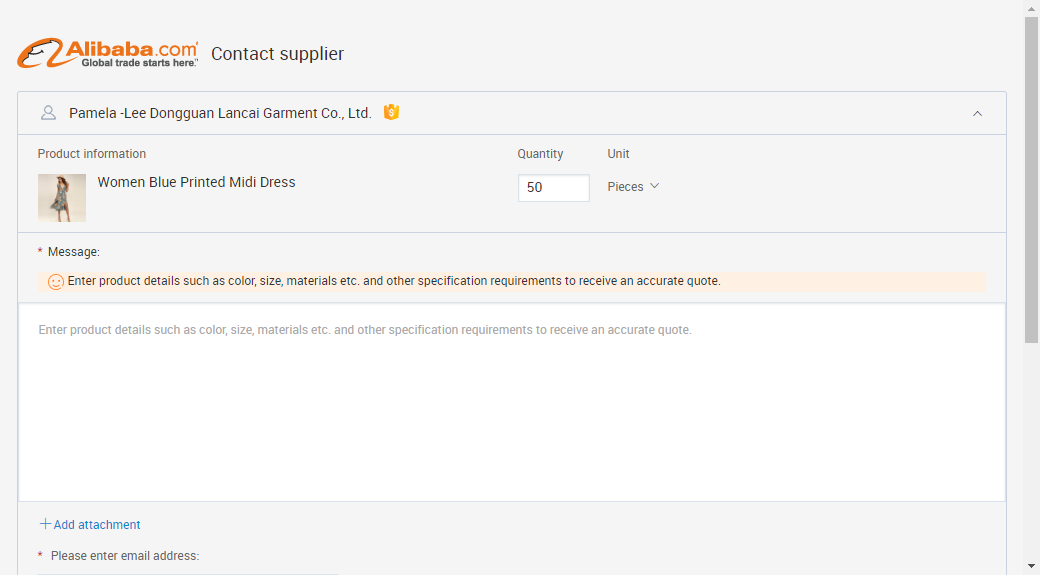 Alibaba.com
Global trade starts here.™
Contact supplier
Pamela -Lee Dongguan Lancai Garment Co., Ltd.
Product information
Quantity
Unit
Women Blue Printed Midi Dress
50
Pieces
* Message:
Enter product details such as color, size, materials etc. and other specification requirements to receive an accurate quote.
Enter product details such as color, size, materials etc. and other specification requirements to receive an accurate quote.
Add attachment
* Please enter email address: